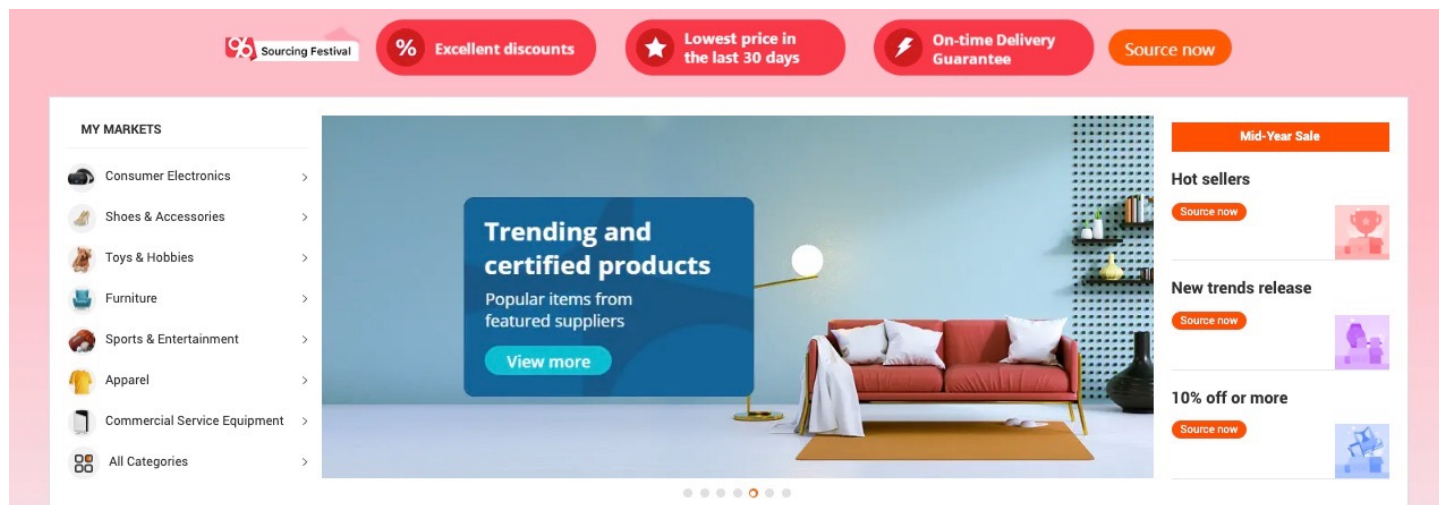 % Sourcing Festival
% Excellent discounts
Lowest price in
the last 30 days
On-time Delivery
Guarantee
Source now
MY MARKETS
Consumer Electronics
Shoes & Accessories
Toys & Hobbies
Furniture
Sports & Entertainment
Apparel
Commercial Service Equipment
All Categories
Trending and
certified products
Popular items from
featured suppliers
View more
Mid-Year Sale
Hot sellers
Source now
New trends release
Source now
10% off or more
Source now